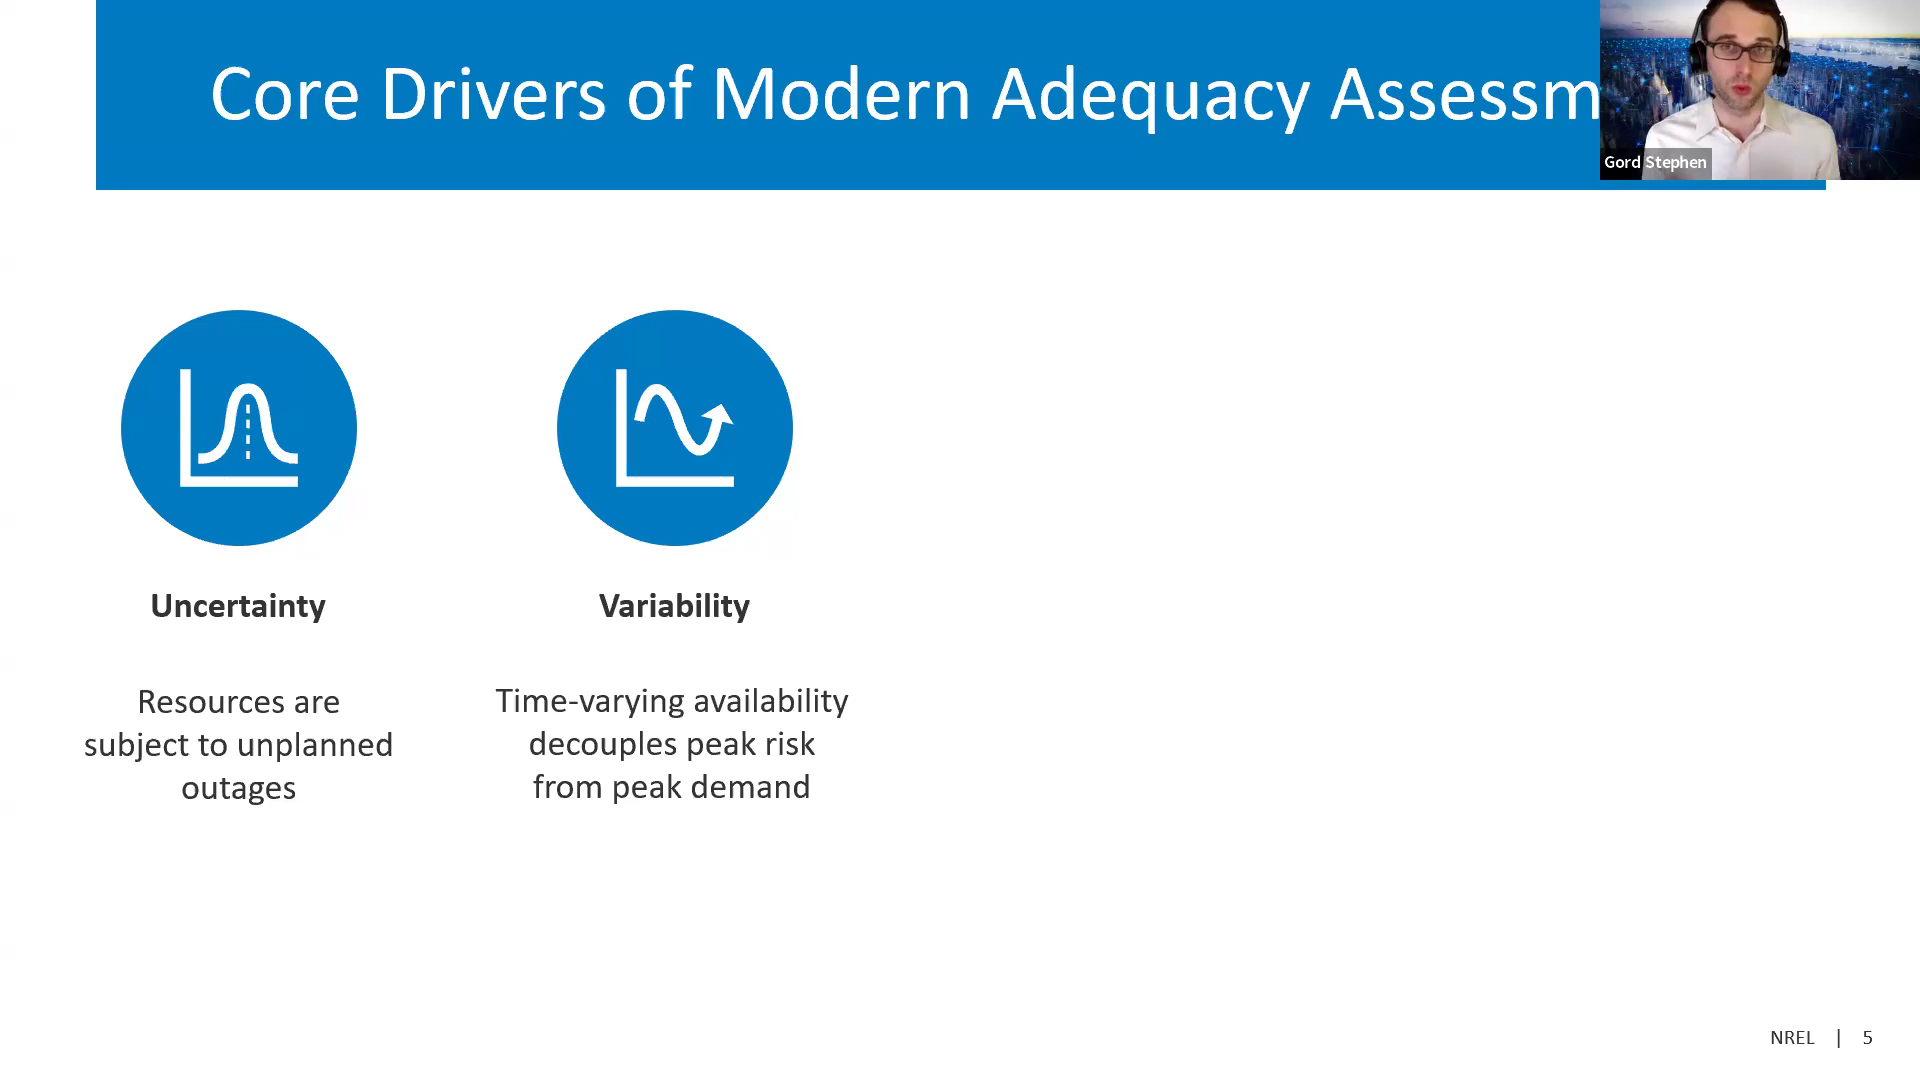 Core Drivers of Modern Adequacy Assessm
Gord Stephen
Uncertainty
Resources are
subject to unplanned
outages
Variability
Time-varying availability
decouples peak risk
from peak demand
NREL | 5